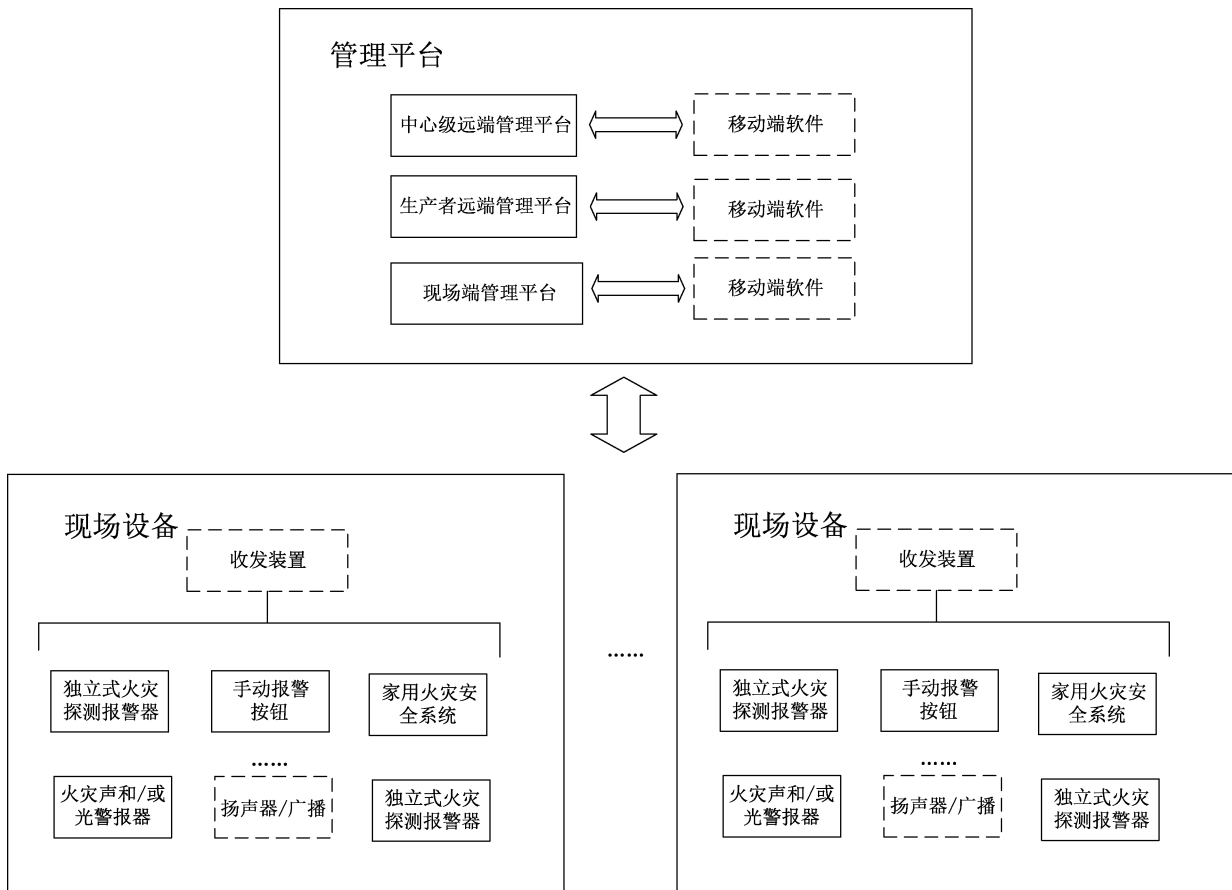 管理平台
中心级远端管理平台
移动端软件
生产者远端管理平台
移动端软件
现场端管理平台
移动端软件
现场设备
收发装置
独立式火灾
探测报警器
手动报警
按钮
家用火灾安
全系统
……
火灾声和/或
光警报器
扬声器/广播
独立式火灾
探测报警器
……
现场设备
收发装置
独立式火灾
探测报警器
手动报警
按钮
家用火灾安
全系统
……
火灾声和/或
光警报器
扬声器/广播
独立式火灾
探测报警器